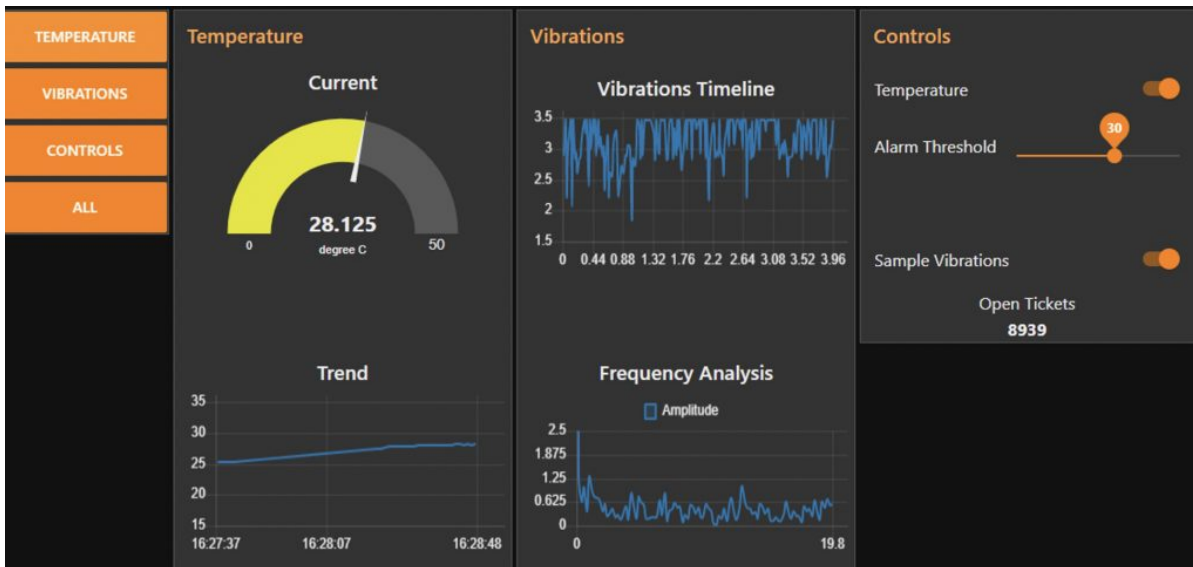 TEMPERATURE
VIBRATIONS
CONTROLS
ALL
Temperature
Current
28.125
0
degree C
50
Trend
35
30
25
20
15
16:27:37 16:28:07 16:28:48
Vibrations
Vibrations Timeline
3.5
3
2.5
2
1.5
0 0.44 0.88 1.32 1.76 2.2 2.64 3.08 3.52 3.96
Frequency Analysis
Amplitude
2.5
1.875
1.25
0.625
0
0 19.8
Controls
Temperature
30
Alarm Threshold
Sample Vibrations
Open Tickets
8939